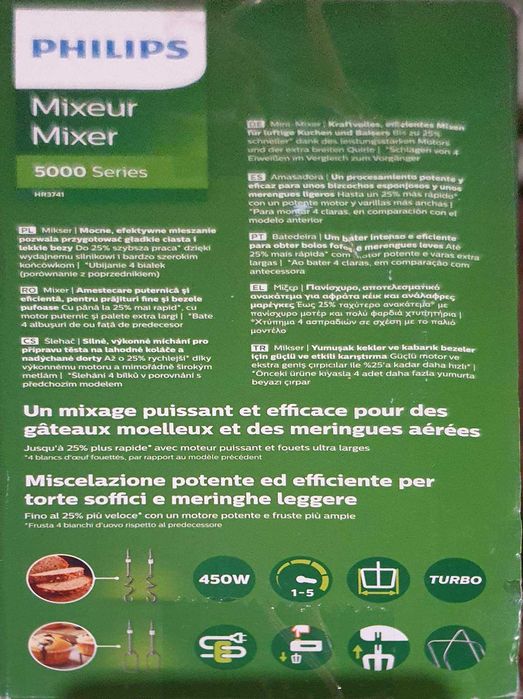 PHILIPS
Mixeur
Mixer
5000 Series
HR3741
DE Mini-Mixer | Kraftvolles, effizientes Mixen
für luftige Kuchen und Baisers Bis zu 25%
schneller* dank des leistungsstarken Motors
und der extra breiten Quirle | *Schlagen von 4
Eiweißen im Vergleich zum Vorgänger
ES Amasadora | Un procesamiento potente y
eficaz para unos bizcochos esponjosos y unos
merengues ligeros Hasta un 25% más rápido*
con un potente motor y varillas más anchas |
*Para montar 4 claras, en comparación con el
modelo anterior
PL Mikser | Mocne, efektywne mieszanie
pozwala przygotować gładkie ciasta i
lekkie bezy Do 25% szybsza praca* dzięki
wydajnemu silnikowi i bardzo szerokim
końcówkom | *Ubijanie 4 białek
(porównanie z poprzednikiem)
PT Batedeira | Um bater intenso e eficiente
para obter bolos fofos e merengues leves Até
25% mais rápido* com motor potente e varas extra
largas | *Ao bater 4 claras, em comparação com
antecessora
RO Mixer | Amestecare puternică și
eficientă, pentru prăjituri fine și bezele
pufoase Cu până la 25% mai rapid*, cu
motor puternic și palete extra largi | *Bate
4 albușuri de ou față de predecesor
EL Μίξερ | Πανίσχυρο, αποτελεσματικό
ανακάτεμα για αφράτα κέικ και ανάλαφρες
μαρέγκες Έως 25% ταχύτερο ανακάτεμα* με
πανίσχυρο μοτέρ και πολύ φαρδιά χτυπητήρια |
*Χτύπημα 4 ασπραδιών σε σχέση με το παλιό
μοντέλο
CS Šlehač | Silné, výkonné míchání pro
přípravu těsta na lahodné koláče a
nadýchané dorty Až o 25% rychlejší* díky
výkonnému motoru a mimořádně širokým
metlám | *Šlehání 4 bílků v porovnání s
předchozím modelem
TR Mikser | Yumuşak kekler ve kabarık bezeler
için güçlü ve etkili karıştırma Güçlü motor ve
ekstra geniş çırpıcılar ile %25'e kadar daha hızlı* |
*Önceki ürüne kıyasla 4 adet daha fazla yumurta
beyazı çırpar
Un mixage puissant et efficace pour des
gâteaux moelleux et des meringues aérées
Jusqu'à 25% plus rapide* avec moteur puissant et fouets ultra larges
*4 blancs d'œuf fouettés, par rapport au modèle précédent
Miscelazione potente ed efficiente per
torte soffici e meringhe leggere
Fino al 25% più veloce* con un motore potente e fruste più ampie
*Frusta 4 bianchi d'uovo rispetto al predecessore
450W
1-5
TURBO